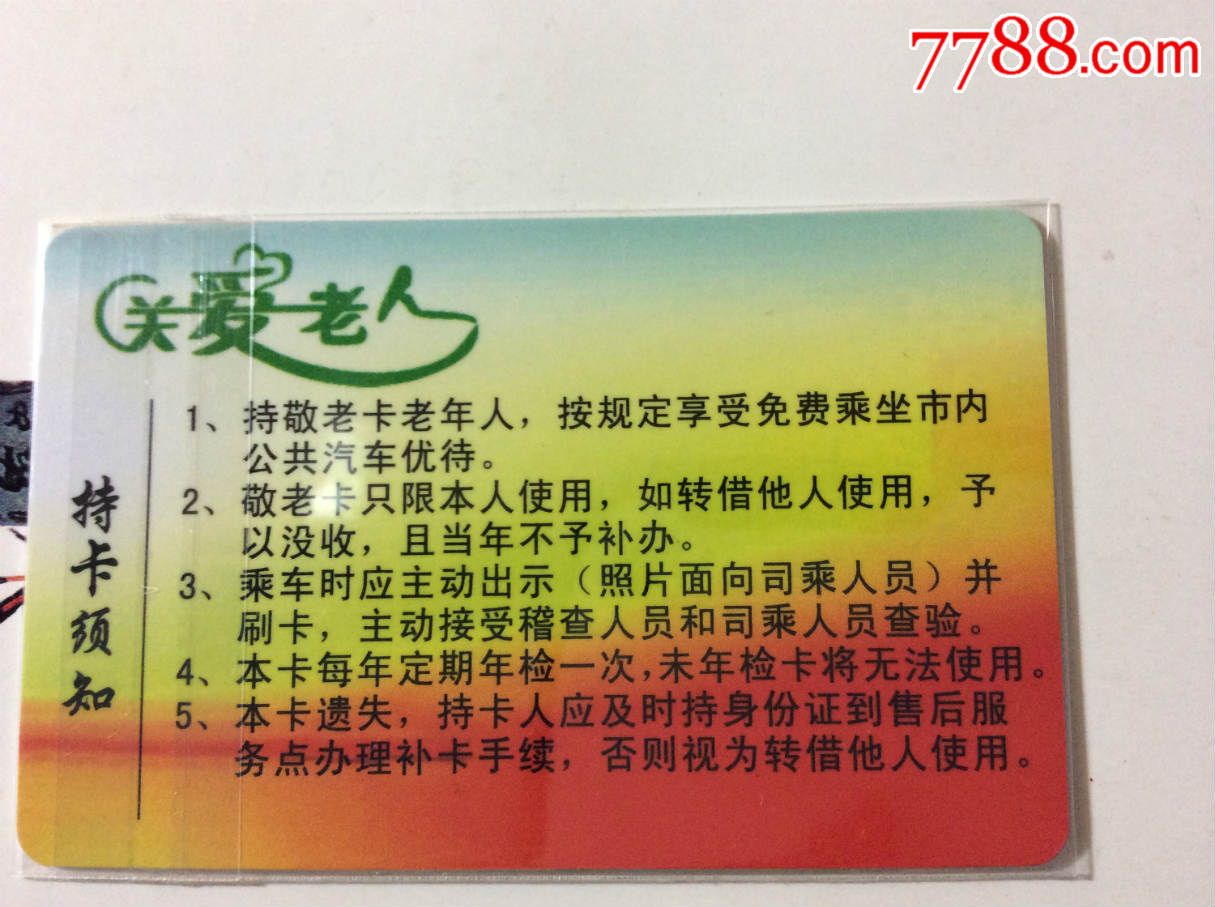 7788.com
关爱老人
持卡须知
1、持敬老卡老年人，按规定享受免费乘坐市内
公共汽车优待。
2、敬老卡只限本人使用，如转借他人使用，予
以没收，且当年不予补办。
3、乘车时应主动出示（照片面向司乘人员）并
刷卡，主动接受稽查人员和司乘人员查验。
4、本卡每年定期年检一次，未年检卡将无法使用。
5、本卡遗失，持卡人应及时持身份证到售后服
务点办理补卡手续，否则视为转借他人使用。